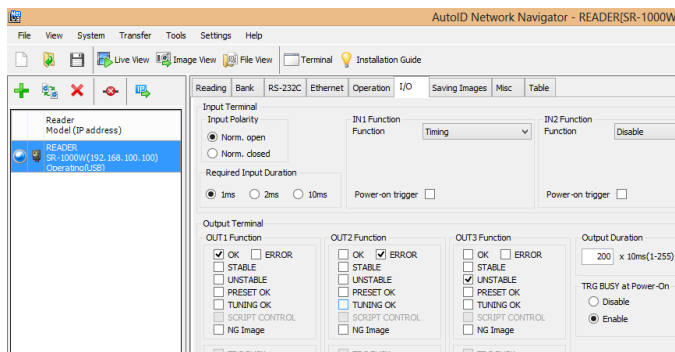 AutoID Network Navigator - READER[SR-1000W
File View System Transfer Tools Settings Help
Live View Image View File View Terminal Installation Guide
Reading Bank RS-232C Ethernet Operation I/O Saving Images Misc Table
Reader
Model (IP address)
READER
SR-1000W(192.168.100.100)
Operating(USB)
Input Terminal
Input Polarity
Norm. open
Norm. closed
Required Input Duration
1ms 2ms 10ms
IN1 Function
Function Timing
Power-on trigger
IN2 Function
Function Disable
Power-on trigger
Output Terminal
OUT1 Function
OK ERROR
STABLE
UNSTABLE
PRESET OK
TUNING OK
SCRIPT CONTROL
NG Image
OUT2 Function
OK ERROR
STABLE
UNSTABLE
PRESET OK
TUNING OK
SCRIPT CONTROL
NG Image
OUT3 Function
OK ERROR
STABLE
UNSTABLE
PRESET OK
TUNING OK
SCRIPT CONTROL
NG Image
Output Duration
200 x 10ms(1-255)
TRG BUSY at Power-On
Disable
Enable